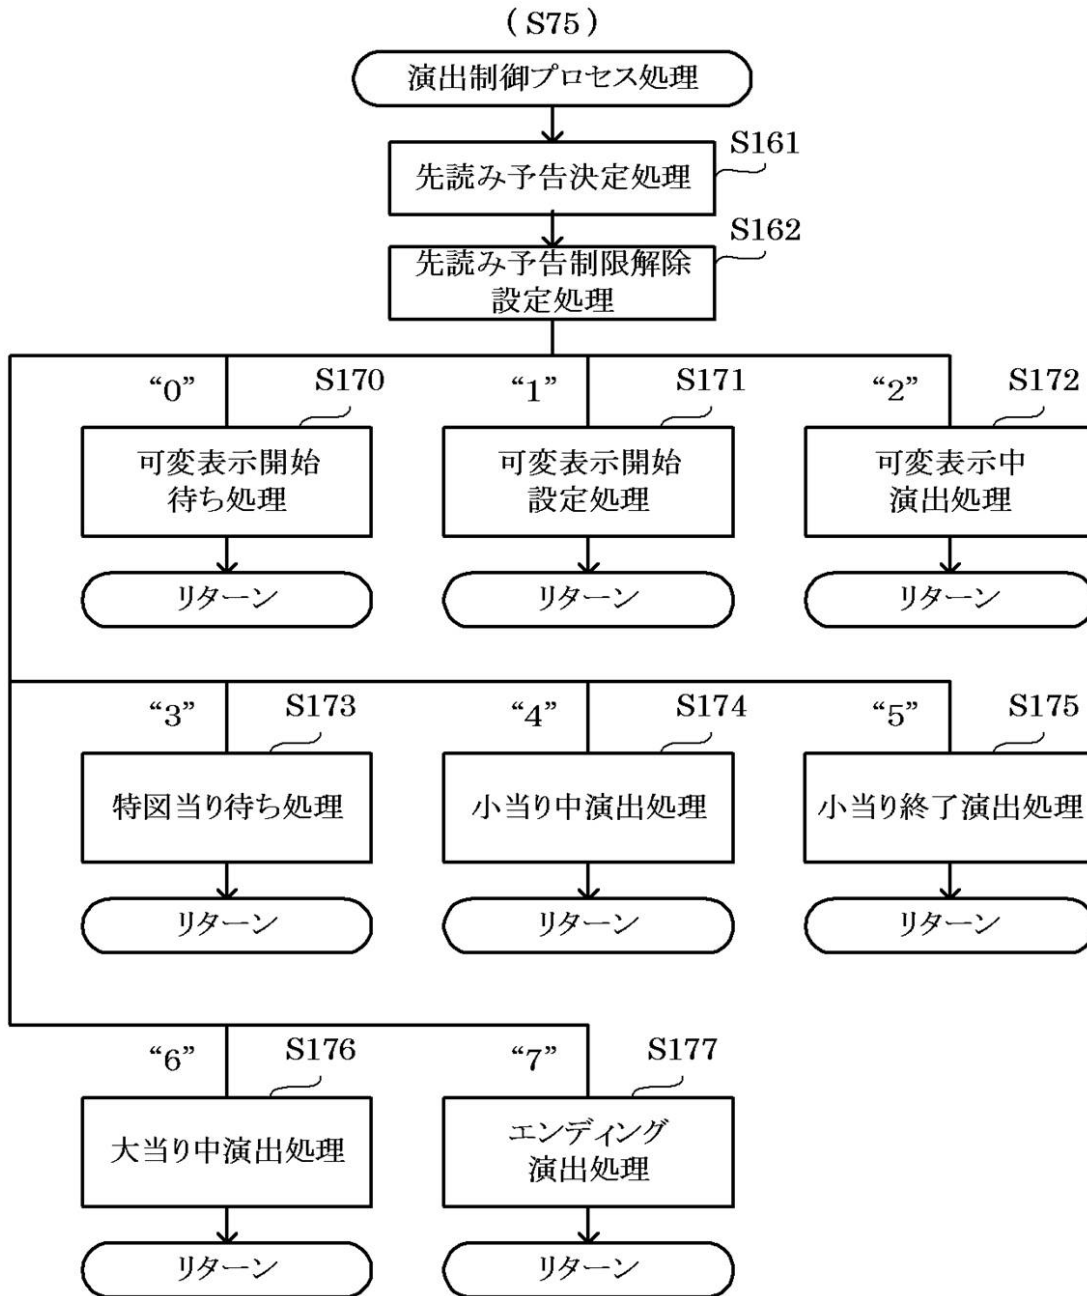 (S75)
演出制御プロセス処理
S161
先読み予告決定処理
S162
先読み予告制限解除
設定処理
“0”
S170
可変表示開始
待ち処理
リターン
“1”
S171
可変表示開始
設定処理
リターン
“2”
S172
可変表示中
演出処理
リターン
“3”
S173
特図当り待ち処理
リターン
“4”
S174
小当り中演出処理
リターン
“5”
S175
小当り終了演出処理
リターン
“6”
S176
大当り中演出処理
リターン
“7”
S177
エンディング
演出処理
リターン